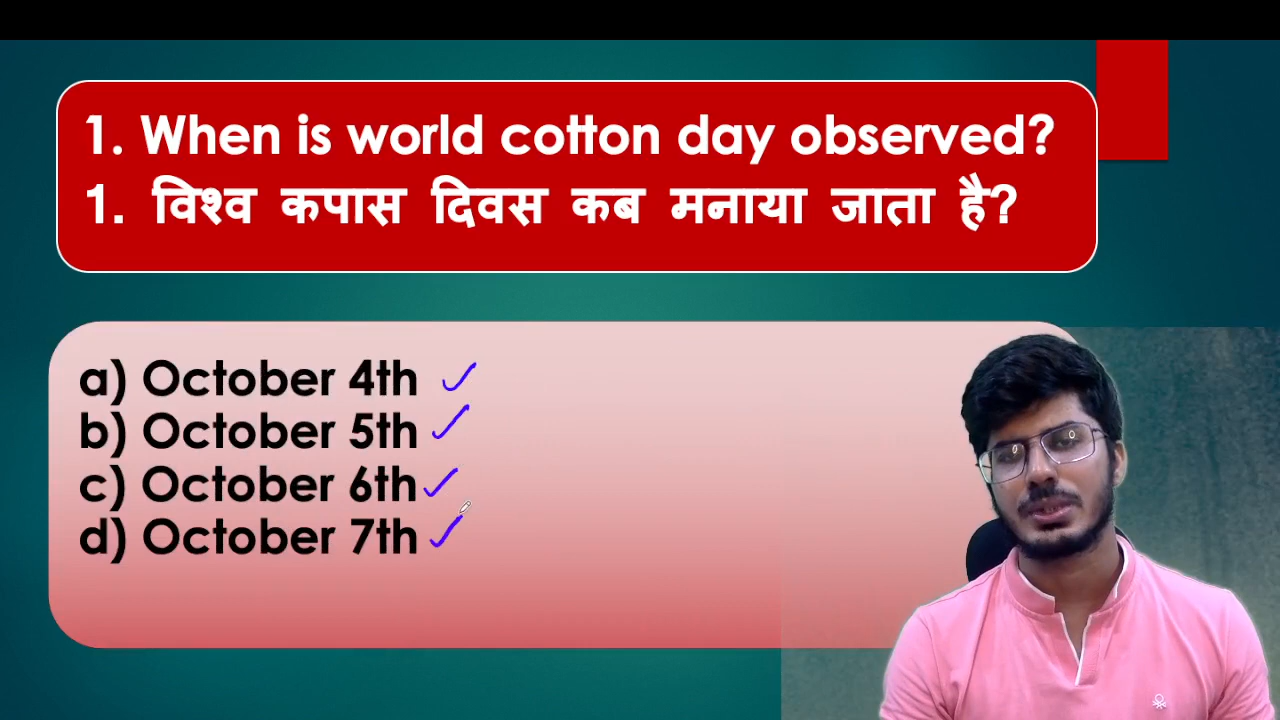 1. When is world cotton day observed?
1. विश्व कपास दिवस कब मनाया जाता है?
a) October 4th
b) October 5th
c) October 6th
d) October 7th